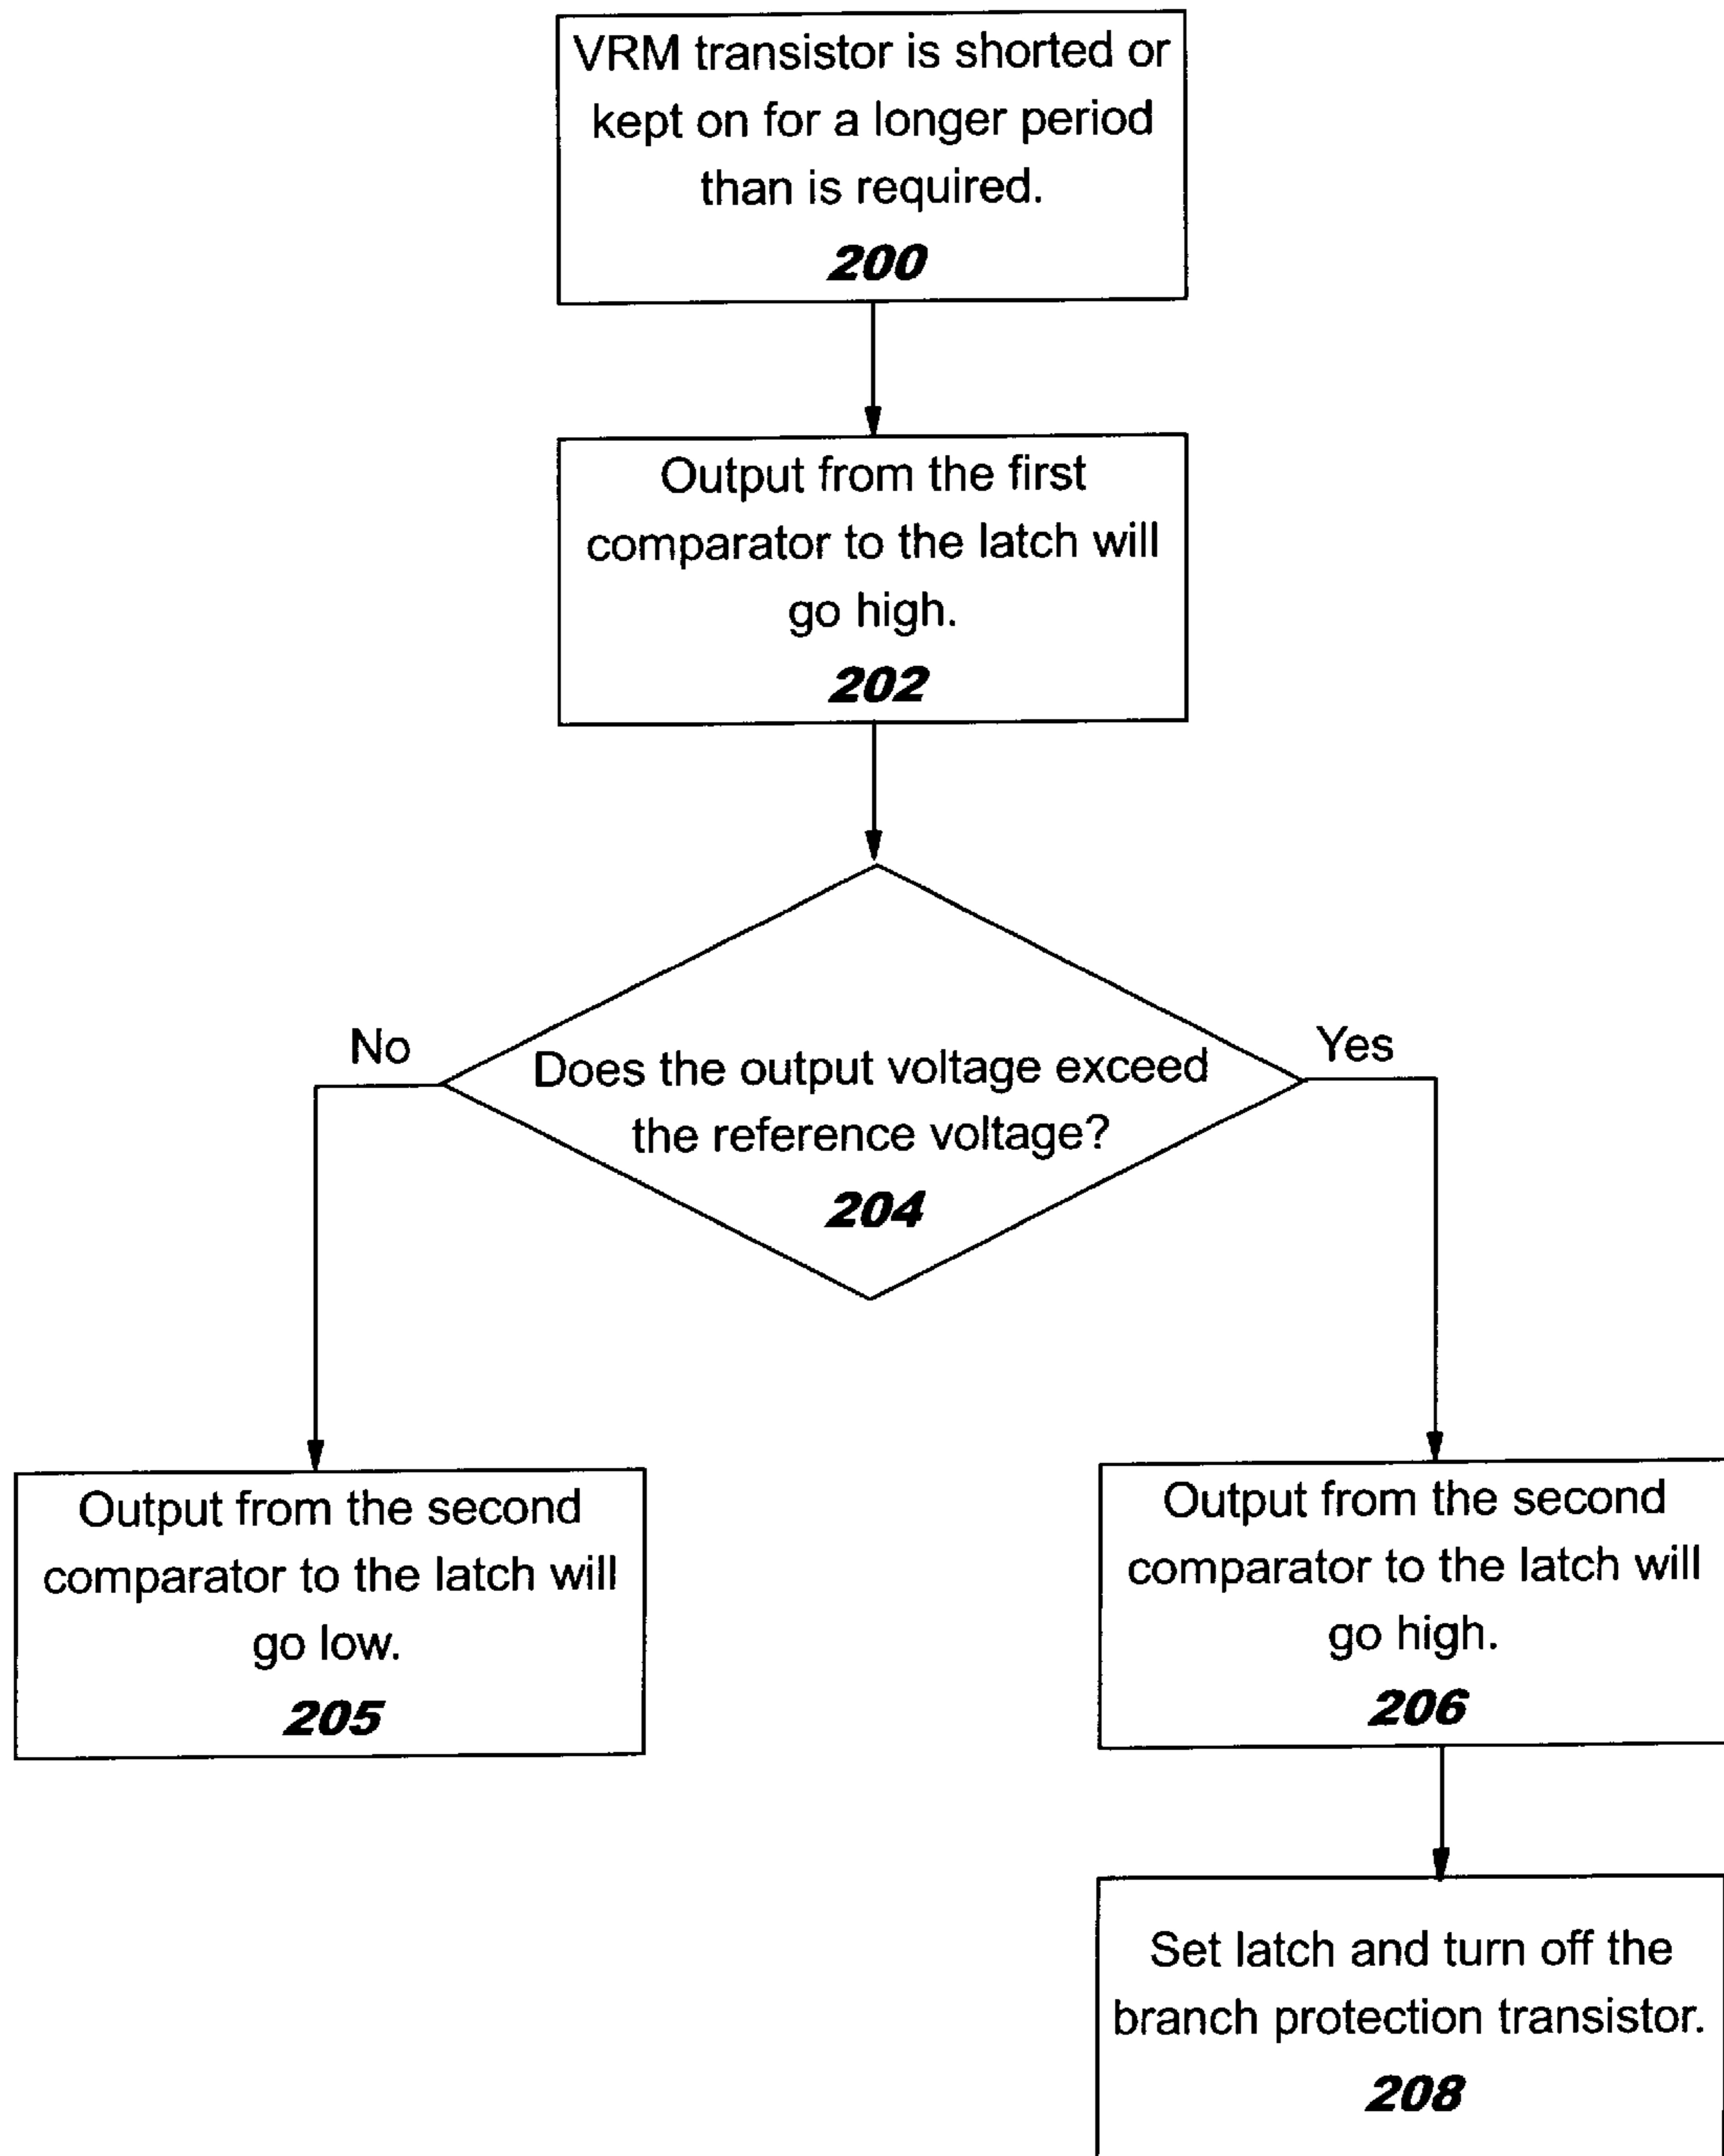 VRM transistor is shorted or
kept on for a longer period
than is required.
200
Output from the first
comparator to the latch will
go high.
202
No
Yes
Does the output voltage exceed
the reference voltage?
204
Output from the second
comparator to the latch will
go low.
205
Output from the second
comparator to the latch will
go high.
206
Set latch and turn off the
branch protection transistor.
208